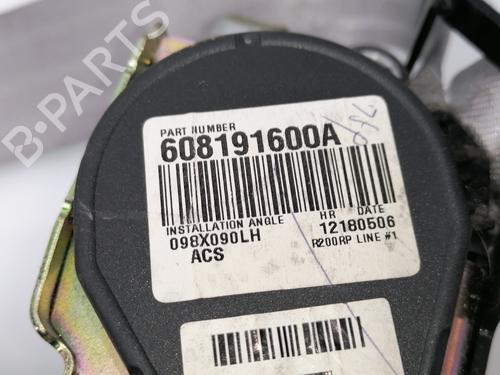 B-PARTS
PART NUMBER
608191600A
INSTALLATION ANGLE HR DATE
098X090LH 12180506
ACS R200RP LINE #1